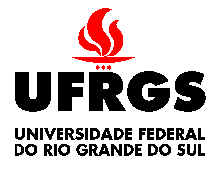 UFRGS
UNIVERSIDADE FEDERAL
DO RIO GRANDE DO SUL